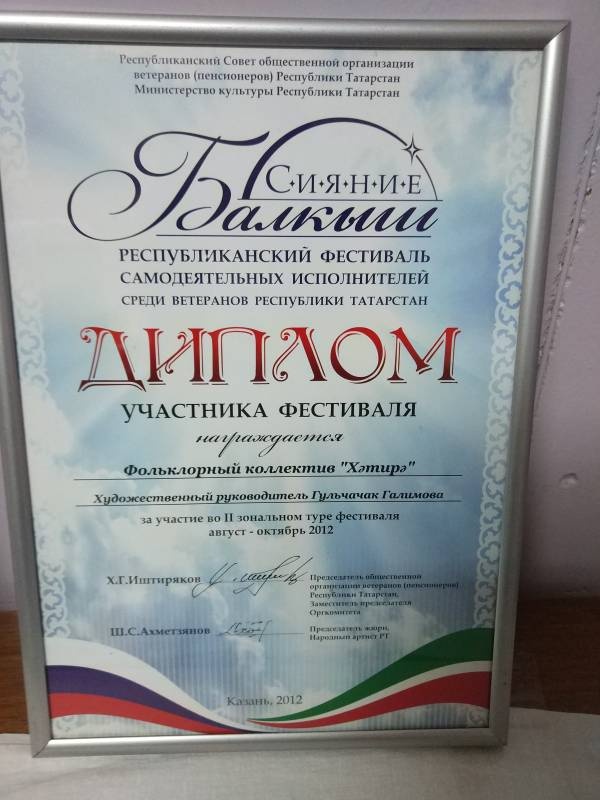 Республиканский Совет общественной организации
ветеранов (пенсионеров) Республики Татарстан
Министерство культуры Республики Татарстан
С·И·Я·Н·И·Е
Балкыш
РЕСПУБЛИКАНСКИЙ ФЕСТИВАЛЬ
САМОДЕЯТЕЛЬНЫХ ИСПОЛНИТЕЛЕЙ
СРЕДИ ВЕТЕРАНОВ РЕСПУБЛИКИ ТАТАРСТАН
ДИПЛОМ
УЧАСТНИКА ФЕСТИВАЛЯ
награждается
Фольклорный коллектив "Хәтирә"
Художественный руководитель Гульчачак Галимова
за участие во II зональном туре фестиваля
август - октябрь 2012
Х.Г.Иштиряков
Председатель общественной
организации ветеранов (пенсионеров)
Республики Татарстан,
Заместитель председателя
Оргкомитета
Ш.С.Ахметзянов
Председатель жюри,
Народный артист РТ
Казань, 2012